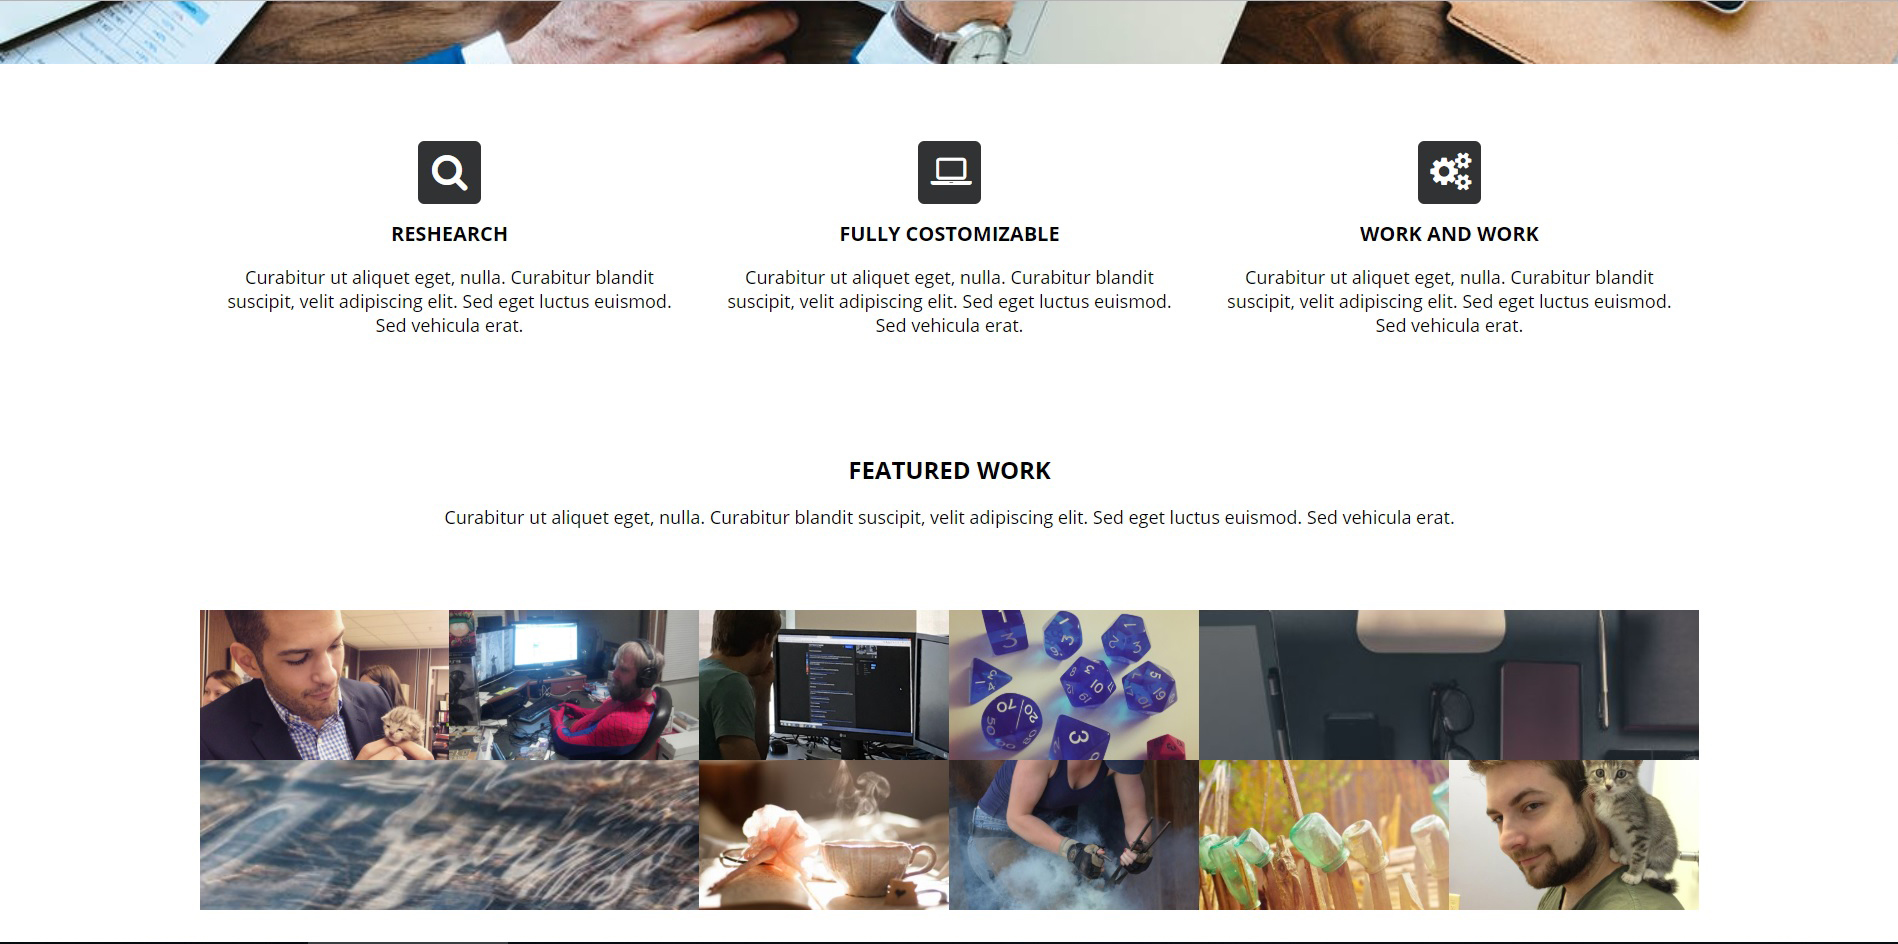 RESHEARCH
Curabitur ut aliquet eget, nulla. Curabitur blandit
suscipit, velit adipiscing elit. Sed eget luctus euismod.
Sed vehicula erat.
FULLY COSTOMIZABLE
Curabitur ut aliquet eget, nulla. Curabitur blandit
suscipit, velit adipiscing elit. Sed eget luctus euismod.
Sed vehicula erat.
WORK AND WORK
Curabitur ut aliquet eget, nulla. Curabitur blandit
suscipit, velit adipiscing elit. Sed eget luctus euismod.
Sed vehicula erat.
FEATURED WORK
Curabitur ut aliquet eget, nulla. Curabitur blandit suscipit, velit adipiscing elit. Sed eget luctus euismod. Sed vehicula erat.